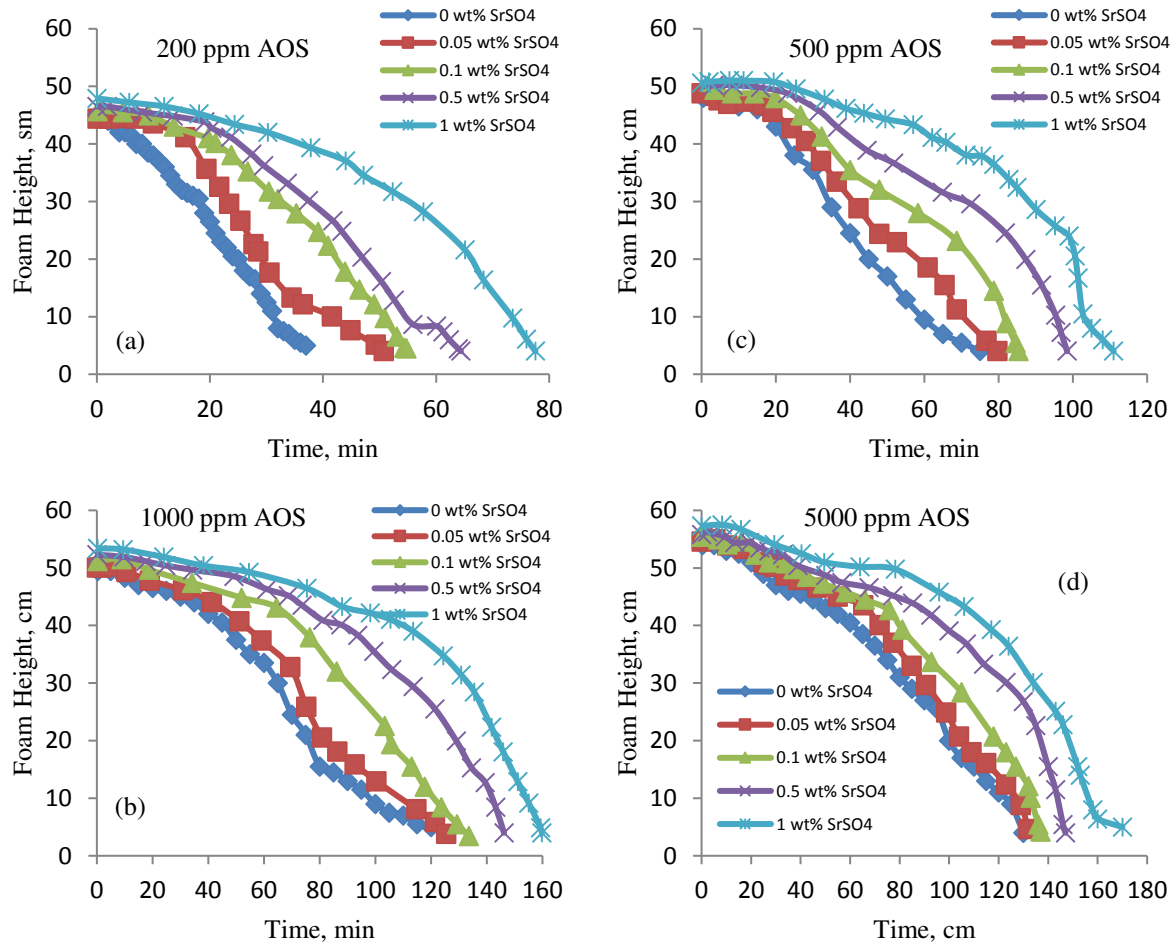 200 ppm AOS
0 wt% SrSO4
0.05 wt% SrSO4
0.1 wt% SrSO4
0.5 wt% SrSO4
1 wt% SrSO4
Foam Height, sm
60
50
40
30
20
10
0
(a)
0 20 40 60 80
Time, min
500 ppm AOS
0 wt% SrSO4
0.05 wt% SrSO4
0.1 wt% SrSO4
0.5 wt% SrSO4
1 wt% SrSO4
Foam Height, cm
60
50
40
30
20
10
0
(c)
0 20 40 60 80 100 120
Time, min
1000 ppm AOS
0 wt% SrSO4
0.05 wt% SrSO4
0.1 wt% SrSO4
0.5 wt% SrSO4
1 wt% SrSO4
Foam Height, cm
60
50
40
30
20
10
0
(b)
0 20 40 60 80 100 120 140 160
Time, min
5000 ppm AOS
(d)
Foam Height, cm
60
50
40
30
20
10
0
0 wt% SrSO4
0.05 wt% SrSO4
0.1 wt% SrSO4
0.5 wt% SrSO4
1 wt% SrSO4
0 20 40 60 80 100 120 140 160 180
Time, cm